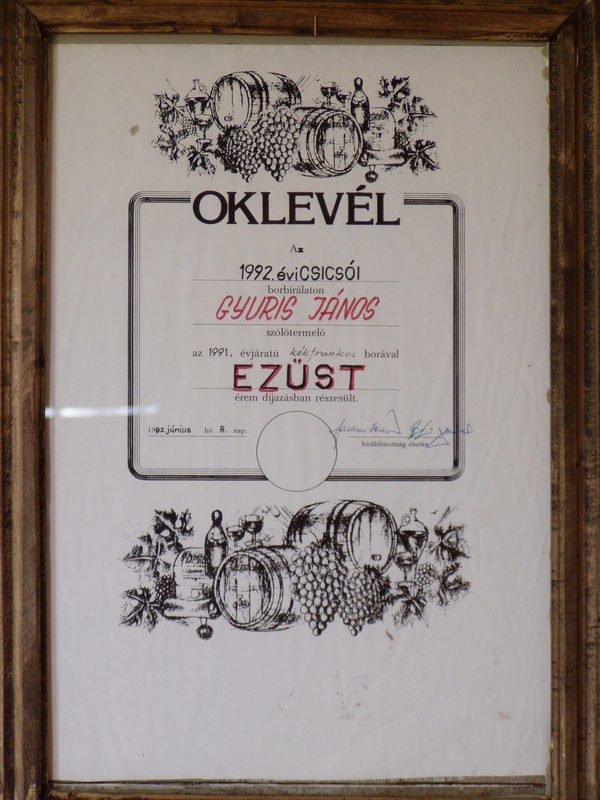 OKLEVÉL
Az
1992. évi CSICSÓI
borbirálaton
GYURIS JÁNOS
szőlőtermelő
az 1991. évjáratú kékfrankos borával
EZÜST
érem díjazásban részesült.
1992. június hó 8. nap.
bírálóbizottság elnöke